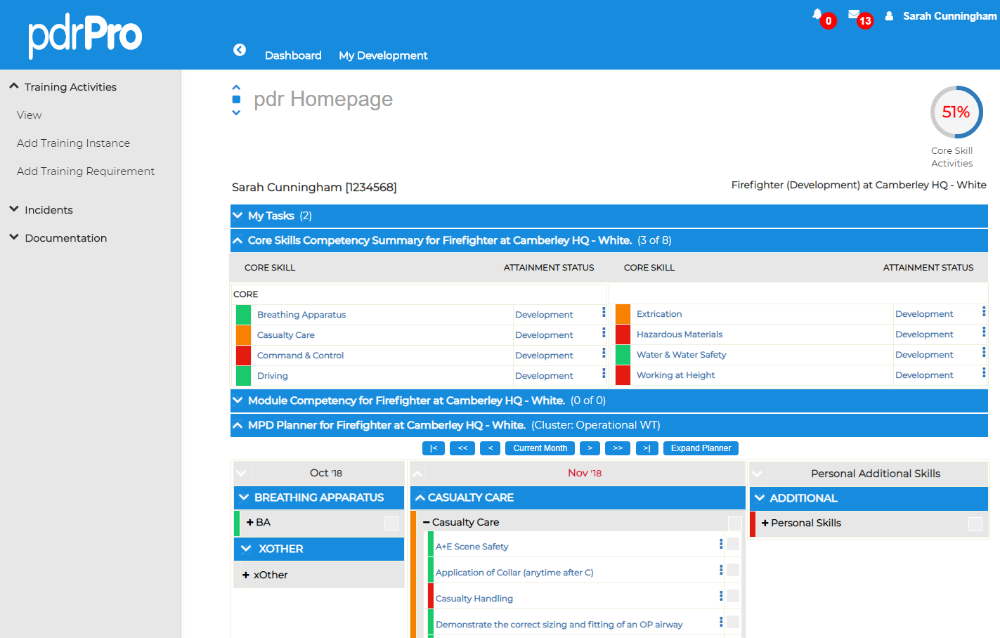 pdrPro
0
13
Sarah Cunningham
Dashboard
My Development
Training Activities
View
Add Training Instance
Add Training Requirement
Incidents
Documentation
pdr Homepage
51%
Core Skill
Activities
Sarah Cunningham [1234568]
Firefighter (Development) at Camberley HQ - White
My Tasks (2)
Core Skills Competency Summary for Firefighter at Camberley HQ - White. (3 of 8)
CORE SKILL ATTAINMENT STATUS CORE SKILL ATTAINMENT STATUS
CORE
Breathing Apparatus Development Extrication Development
Casualty Care Development Hazardous Materials Development
Command & Control Development Water & Water Safety Development
Driving Development Working at Height Development
Module Competency for Firefighter at Camberley HQ - White. (0 of 0)
MPD Planner for Firefighter at Camberley HQ - White. (Cluster: Operational WT)
|< << < Current Month > >> >| Expand Planner
Oct '18
BREATHING APPARATUS
+ BA
XOTHER
+ xOther
Nov '18
CASUALTY CARE
− Casualty Care
A+E Scene Safety
Application of Collar (anytime after C)
Casualty Handling
Demonstrate the correct sizing and fitting of an OP airway
Personal Additional Skills
ADDITIONAL
+ Personal Skills